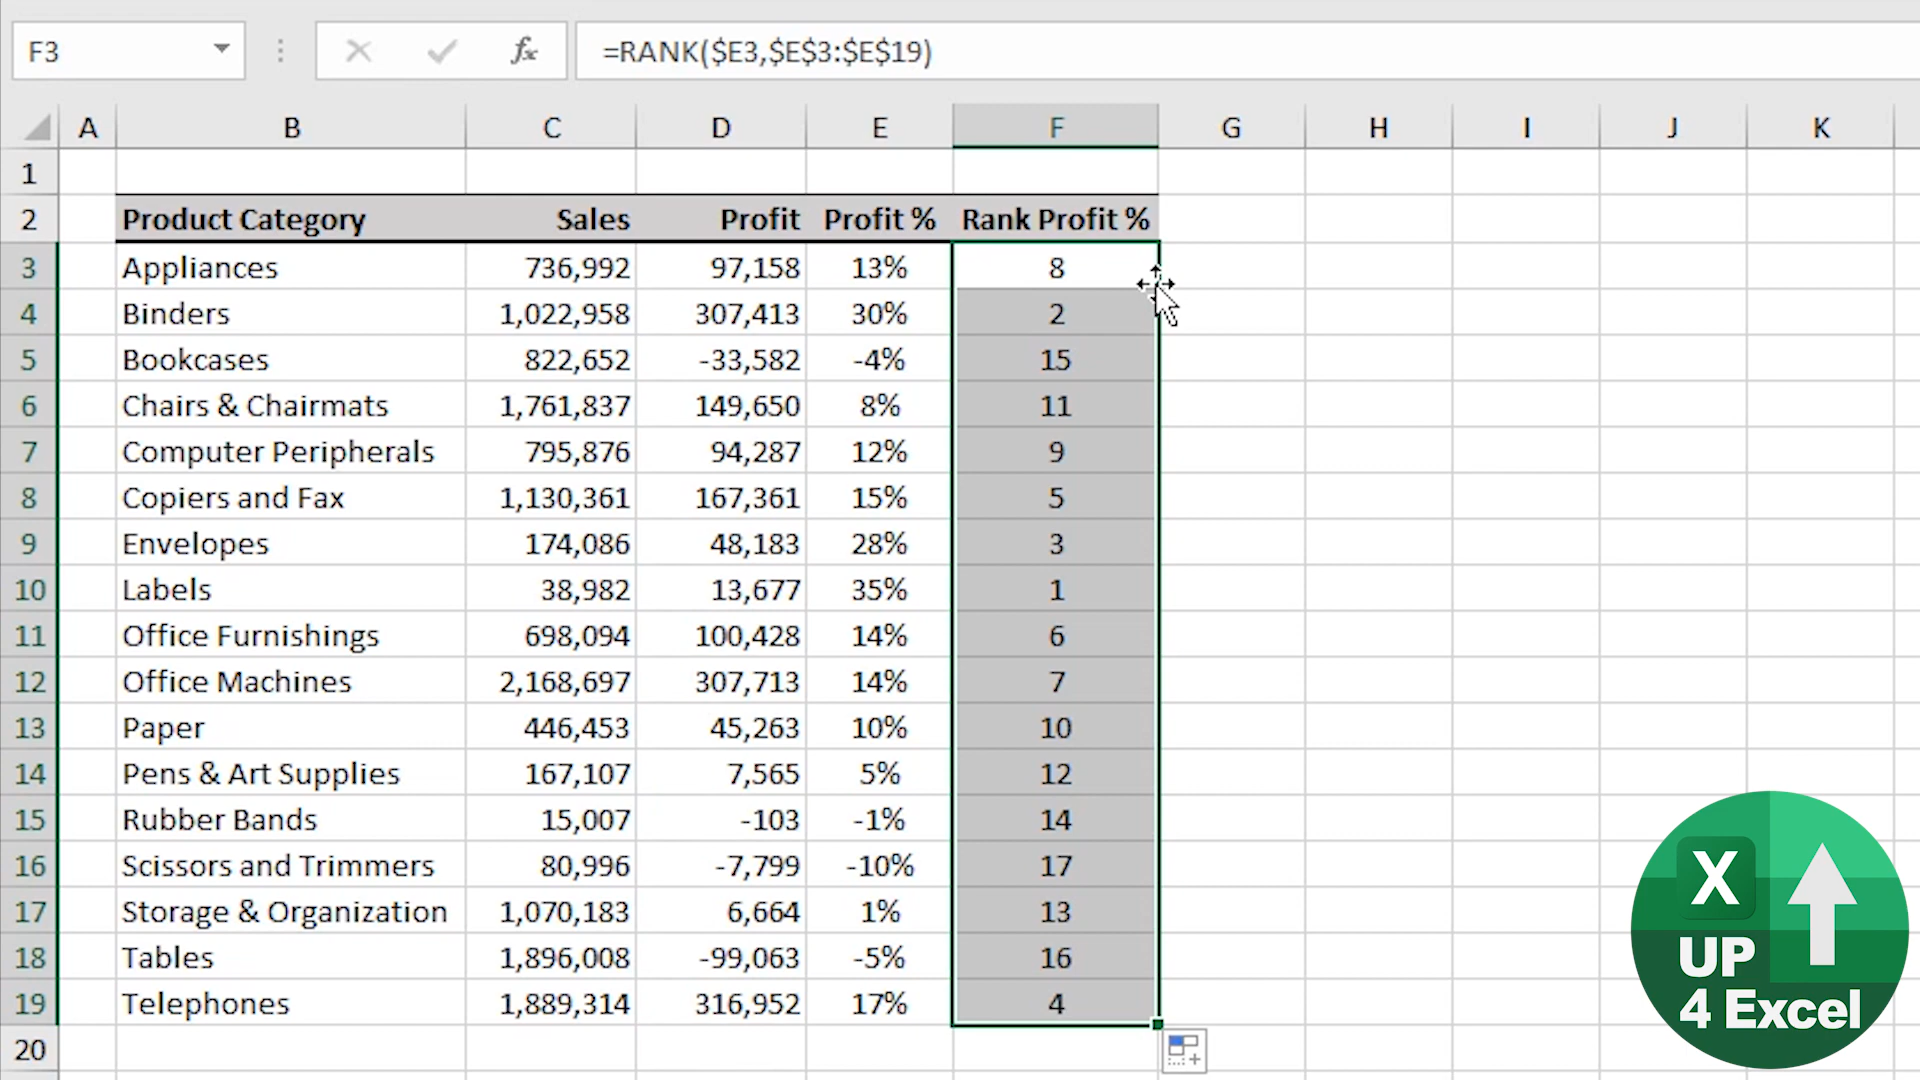 F3 fx =RANK($E3,$E$3:$E$19)
A B C D E F G H I J K
1
2 Product Category Sales Profit Profit % Rank Profit %
3 Appliances 736,992 97,158 13% 8
4 Binders 1,022,958 307,413 30% 2
5 Bookcases 822,652 -33,582 -4% 15
6 Chairs & Chairmats 1,761,837 149,650 8% 11
7 Computer Peripherals 795,876 94,287 12% 9
8 Copiers and Fax 1,130,361 167,361 15% 5
9 Envelopes 174,086 48,183 28% 3
10 Labels 38,982 13,677 35% 1
11 Office Furnishings 698,094 100,428 14% 6
12 Office Machines 2,168,697 307,713 14% 7
13 Paper 446,453 45,263 10% 10
14 Pens & Art Supplies 167,107 7,565 5% 12
15 Rubber Bands 15,007 -103 -1% 14
16 Scissors and Trimmers 80,996 -7,799 -10% 17
17 Storage & Organization 1,070,183 6,664 1% 13
18 Tables 1,896,008 -99,063 -5% 16
19 Telephones 1,889,314 316,952 17% 4
20
X
UP
4 Excel